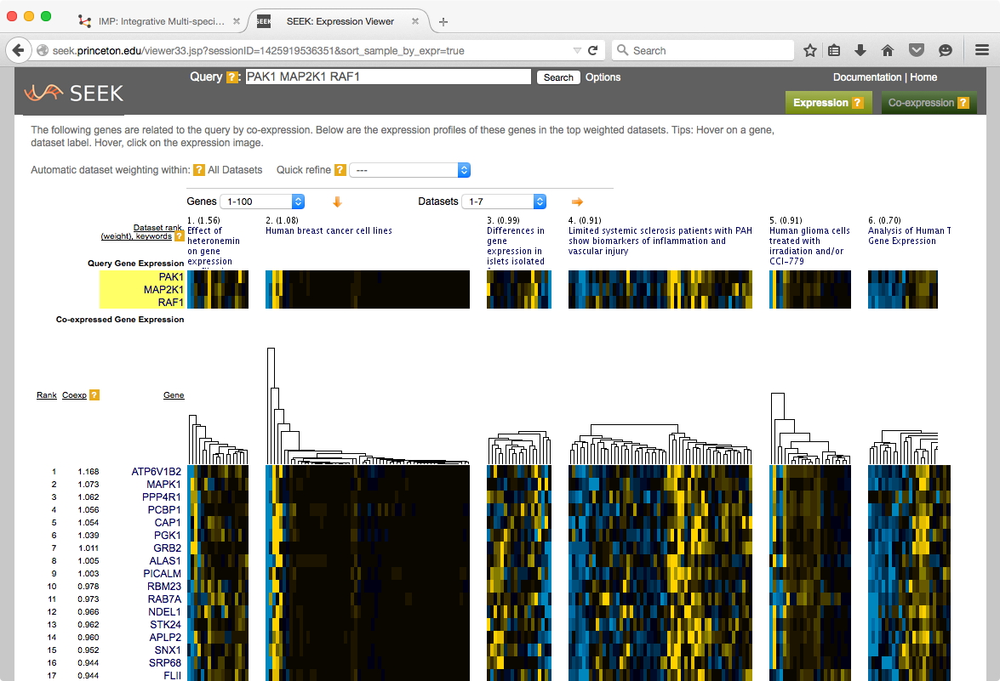 IMP: Integrative Multi-speci...
SEEK
SEEK: Expression Viewer
seek.princeton.edu/viewer33.jsp?sessionID=1425919536351&sort_sample_by_expr=true
Search
SEEK
Query ? : PAK1 MAP2K1 RAF1
Search
Options
Documentation | Home
Expression ?
Co-expression ?
The following genes are related to the query by co-expression. Below are the expression profiles of these genes in the top weighted datasets. Tips: Hover on a gene,
dataset label. Hover, click on the expression image.
Automatic dataset weighting within: ? All Datasets Quick refine ? ---
Genes 1-100
Datasets 1-7
Dataset rank,
(weight), keywords ?
1. (1.56)
Effect of
heteronemin
on gene
expression
2. (1.08)
Human breast cancer cell lines
3. (0.99)
Differences in
gene
expression in
islets isolated
4. (0.91)
Limited systemic sclerosis patients with PAH
show biomarkers of inflammation and
vascular injury
5. (0.91)
Human glioma cells
treated with
irradiation and/or
CCI-779
6. (0.70)
Analysis of Human T
Gene Expression
Query Gene Expression
PAK1
MAP2K1
RAF1
Co-expressed Gene Expression
Rank Coexp ? Gene
1 1.168 ATP6V1B2
2 1.073 MAPK1
3 1.062 PPP4R1
4 1.056 PCBP1
5 1.054 CAP1
6 1.039 PGK1
7 1.011 GRB2
8 1.005 ALAS1
9 1.003 PICALM
10 0.978 RBM23
11 0.973 RAB7A
12 0.966 NDEL1
13 0.962 STK24
14 0.960 APLP2
15 0.952 SNX1
16 0.944 SRP68
17 0.944 FLII